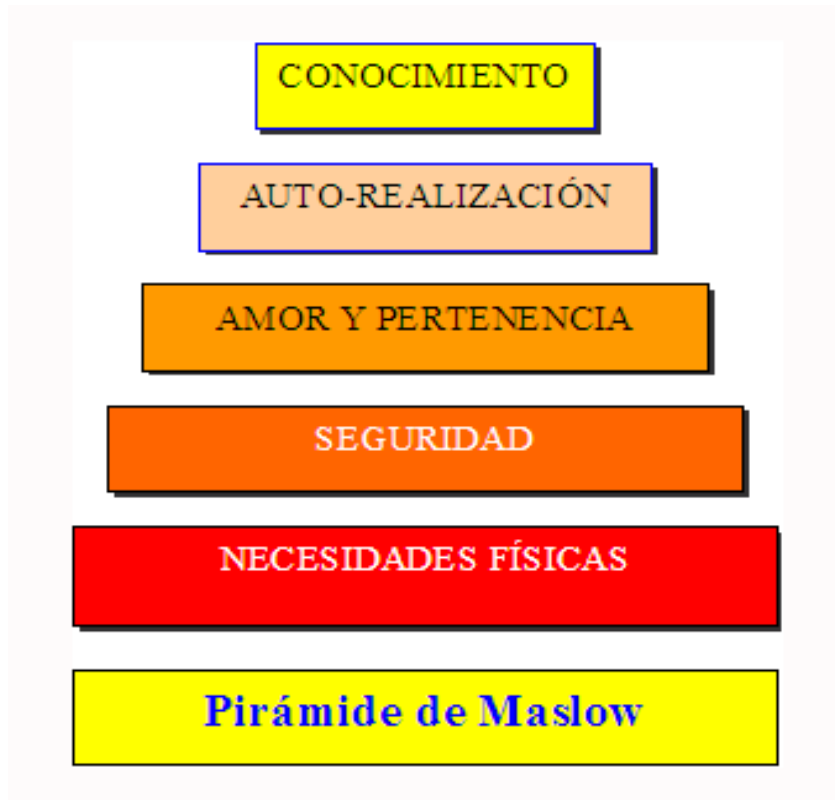 CONOCIMIENTO
AUTO-REALIZACIÓN
AMOR Y PERTENENCIA
SEGURIDAD
NECESIDADES FÍSICAS
Pirámide de Maslow